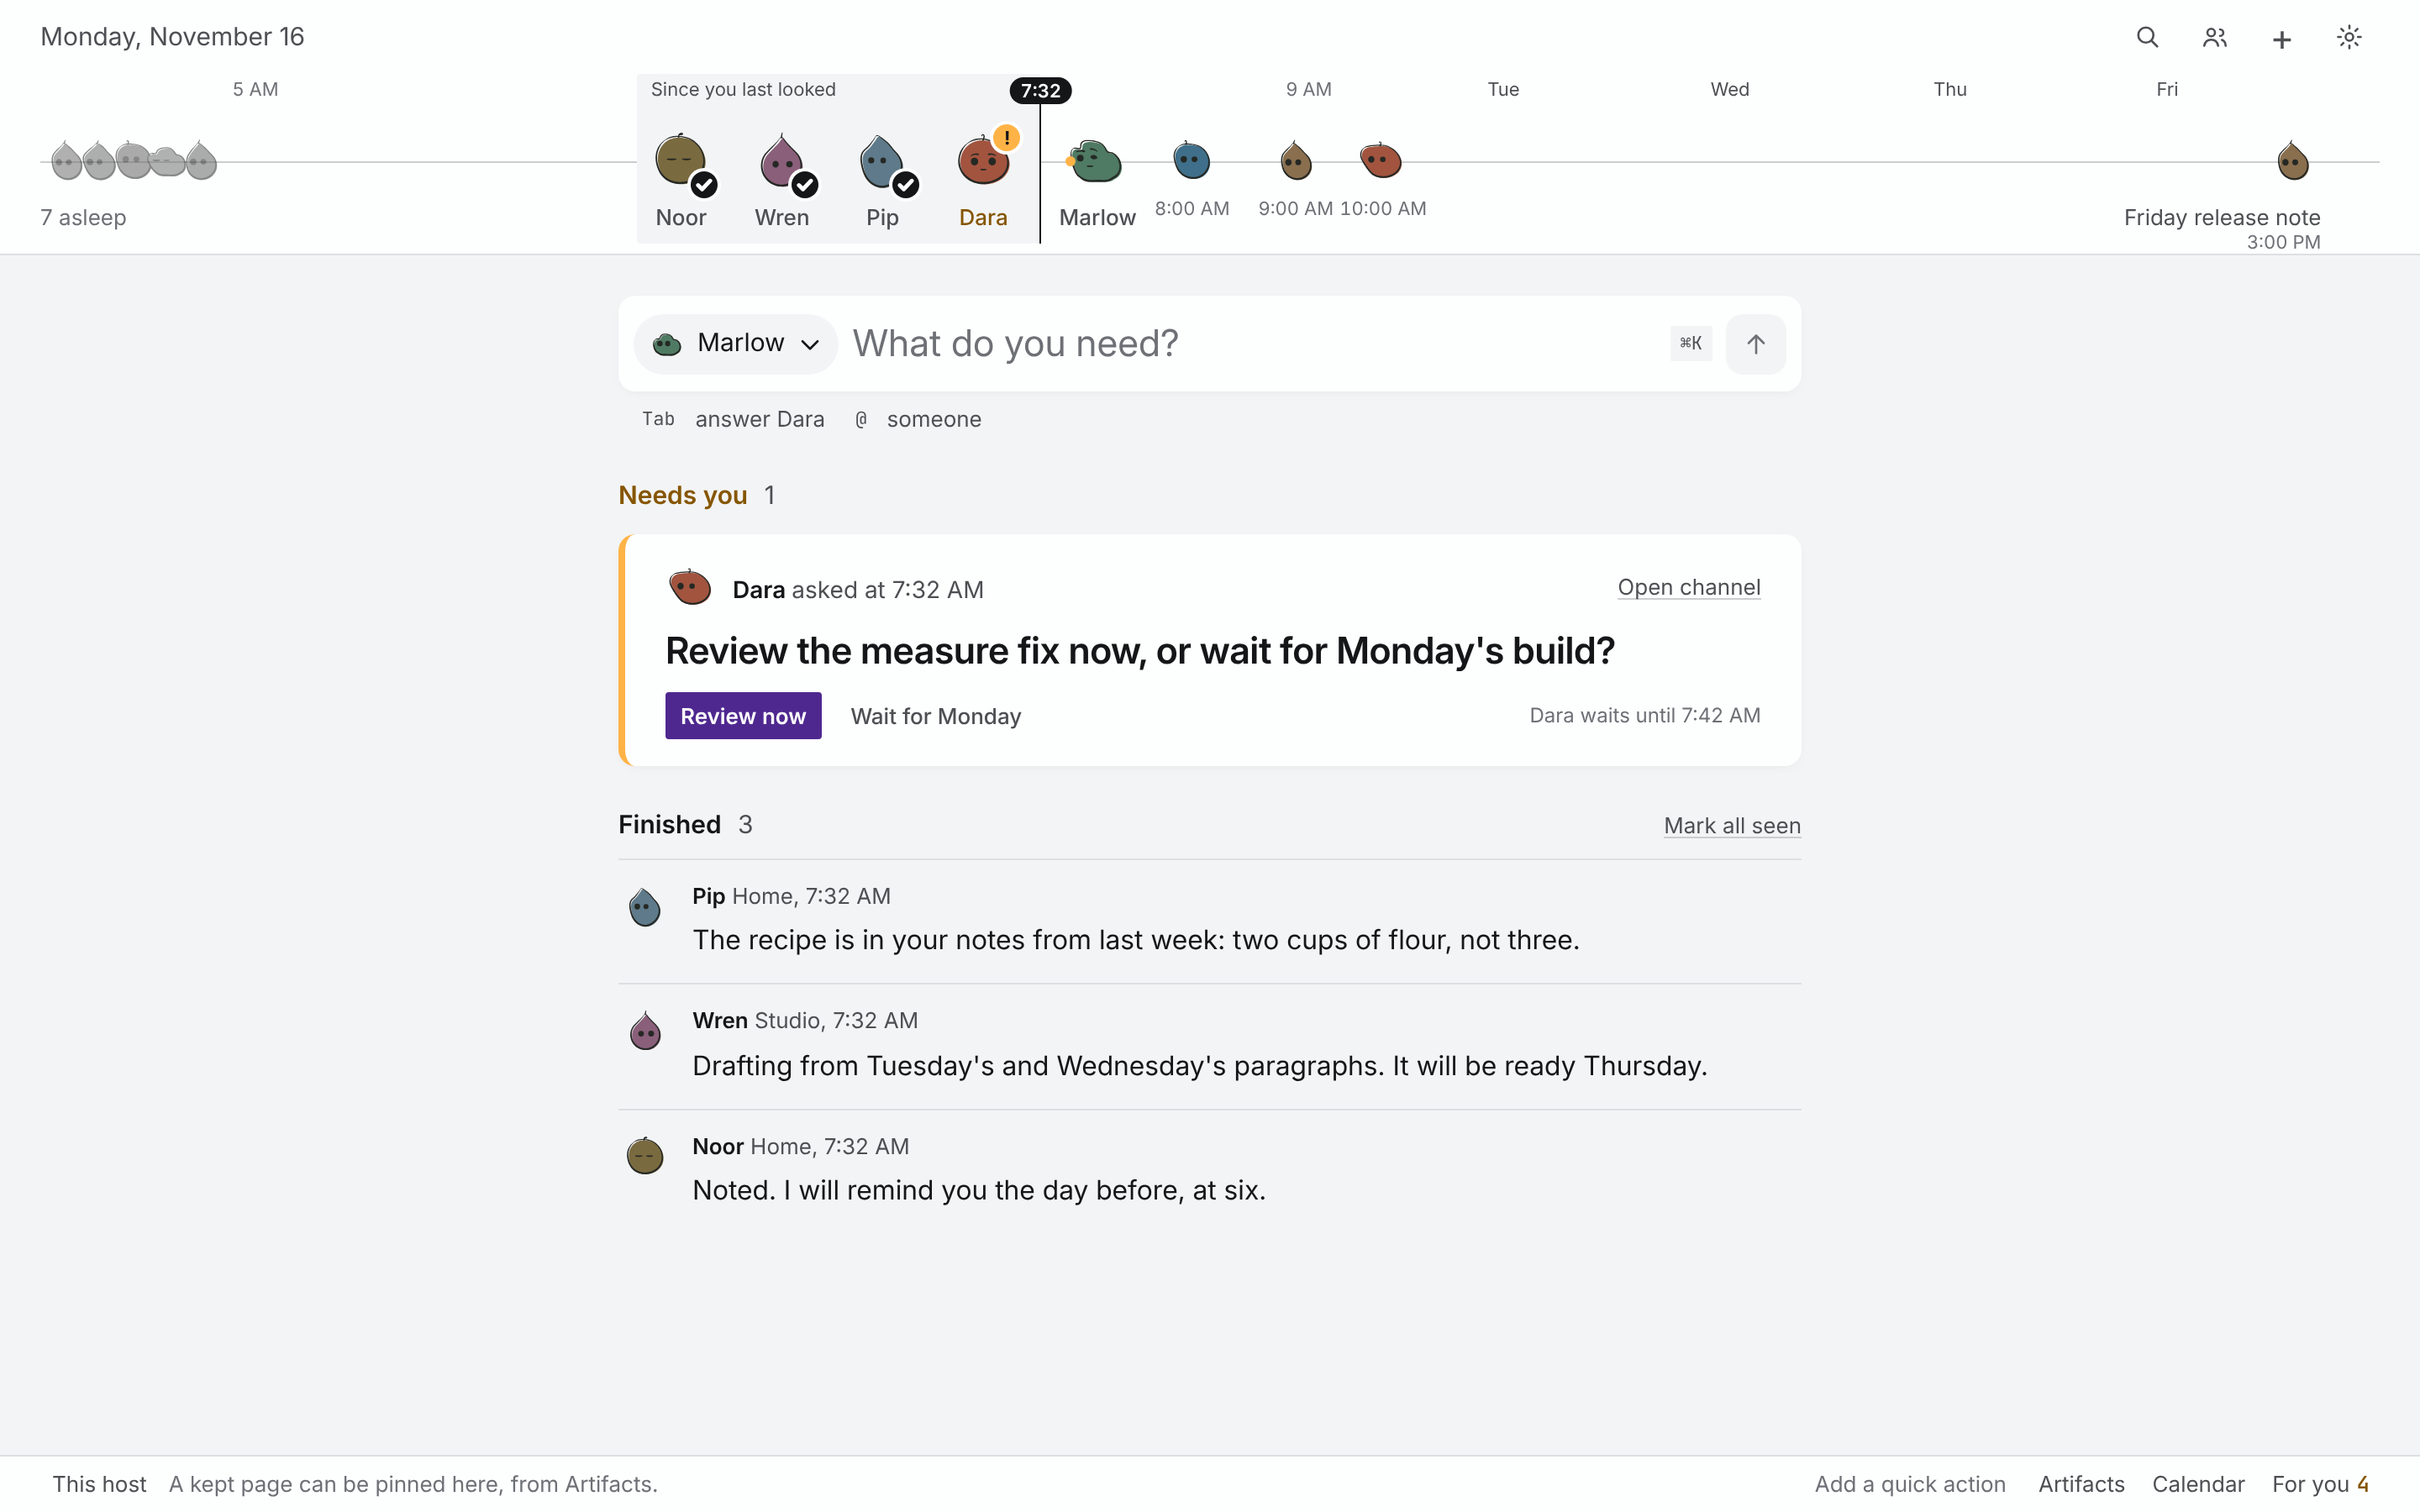 Monday, November 16
5 AM
Since you last looked
7:32
9 AM
Tue
Wed
Thu
Fri
!
7 asleep
Noor
Wren
Pip
Dara
Marlow
8:00 AM
9:00 AM
10:00 AM
Friday release note
3:00 PM
Marlow
What do you need?
⌘K
Tab answer Dara @ someone
Needs you 1
Dara asked at 7:32 AM
Open channel
Review the measure fix now, or wait for Monday's build?
Review now
Wait for Monday
Dara waits until 7:42 AM
Finished 3
Mark all seen
Pip Home, 7:32 AM
The recipe is in your notes from last week: two cups of flour, not three.
Wren Studio, 7:32 AM
Drafting from Tuesday's and Wednesday's paragraphs. It will be ready Thursday.
Noor Home, 7:32 AM
Noted. I will remind you the day before, at six.
This host
A kept page can be pinned here, from Artifacts.
Add a quick action
Artifacts
Calendar
For you 4